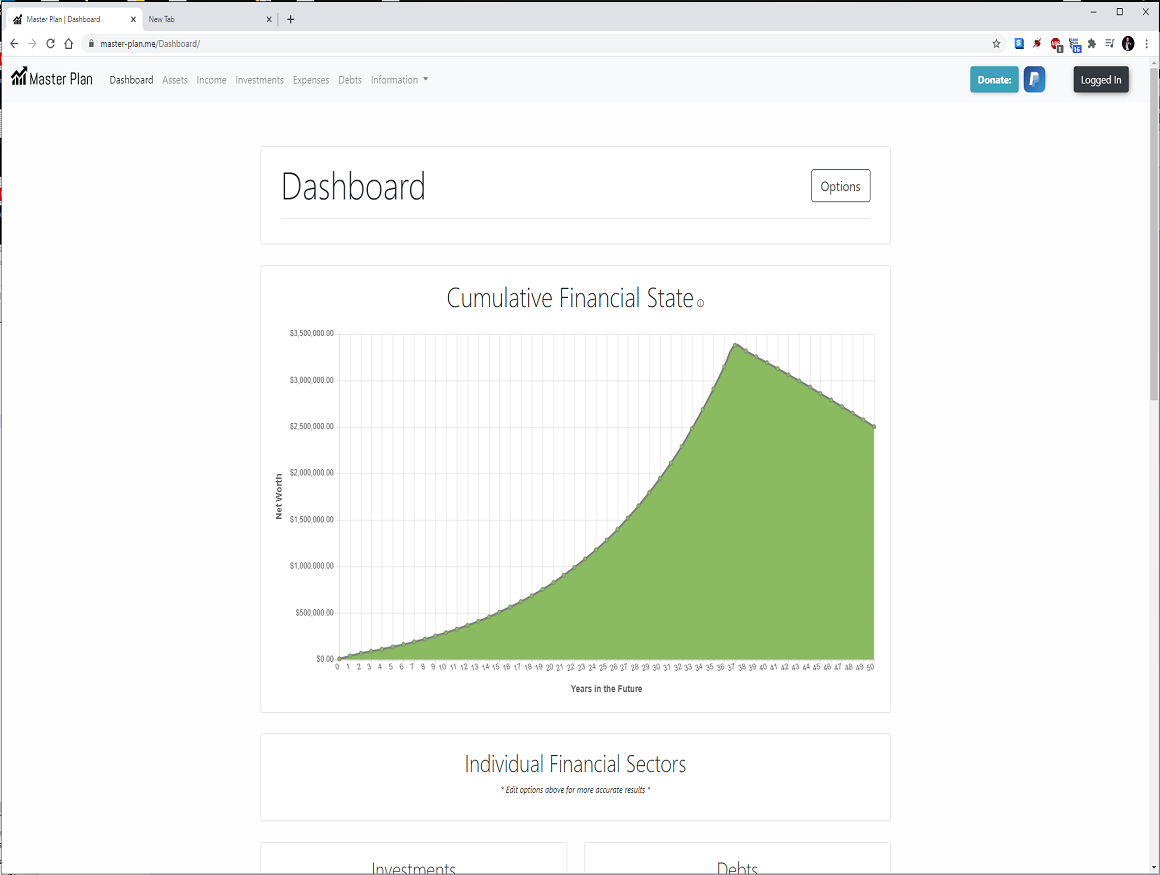 Master Plan | Dashboard
New Tab
master-plan.me/Dashboard/
Master Plan Dashboard Assets Income Investments Expenses Debts Information Donate: Logged In
Dashboard
Options
Cumulative Financial State
$3,500,000.00
$3,000,000.00
$2,500,000.00
$2,000,000.00
$1,500,000.00
$1,000,000.00
$500,000.00
$0.00
Net Worth
0 1 2 3 4 5 6 7 8 9 10 11 12 13 14 15 16 17 18 19 20 21 22 23 24 25 26 27 28 29 30 31 32 33 34 35 36 37 38 39 40 41 42 43 44 45 46 47 48 49 50
Years in the Future
Individual Financial Sectors
* Edit options above for more accurate results *
Investments
Debts